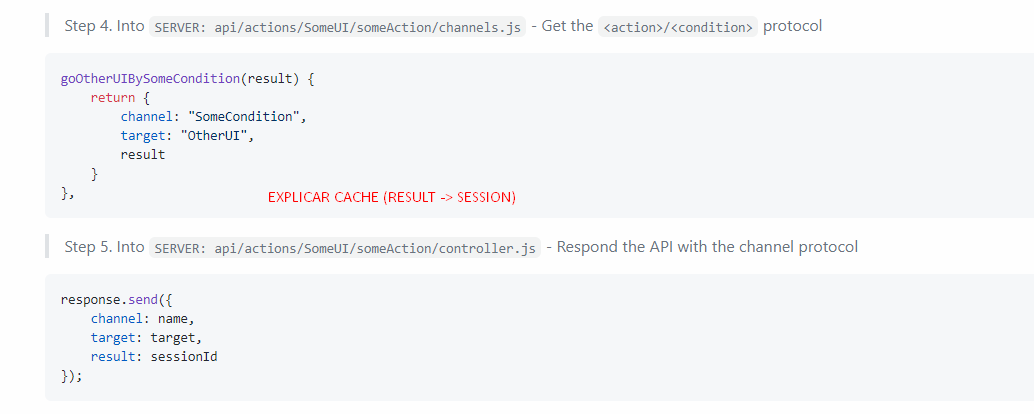 Step 4. Into SERVER: api/actions/SomeUI/someAction/channels.js - Get the <action>/<condition> protocol
goOtherUIBySomeCondition(result) {
    return {
        channel: "SomeCondition",
        target: "OtherUI",
        result
    }
},
EXPLICAR CACHE (RESULT -> SESSION)
Step 5. Into SERVER: api/actions/SomeUI/someAction/controller.js - Respond the API with the channel protocol
response.send({
    channel: name,
    target: target,
    result: sessionId
});